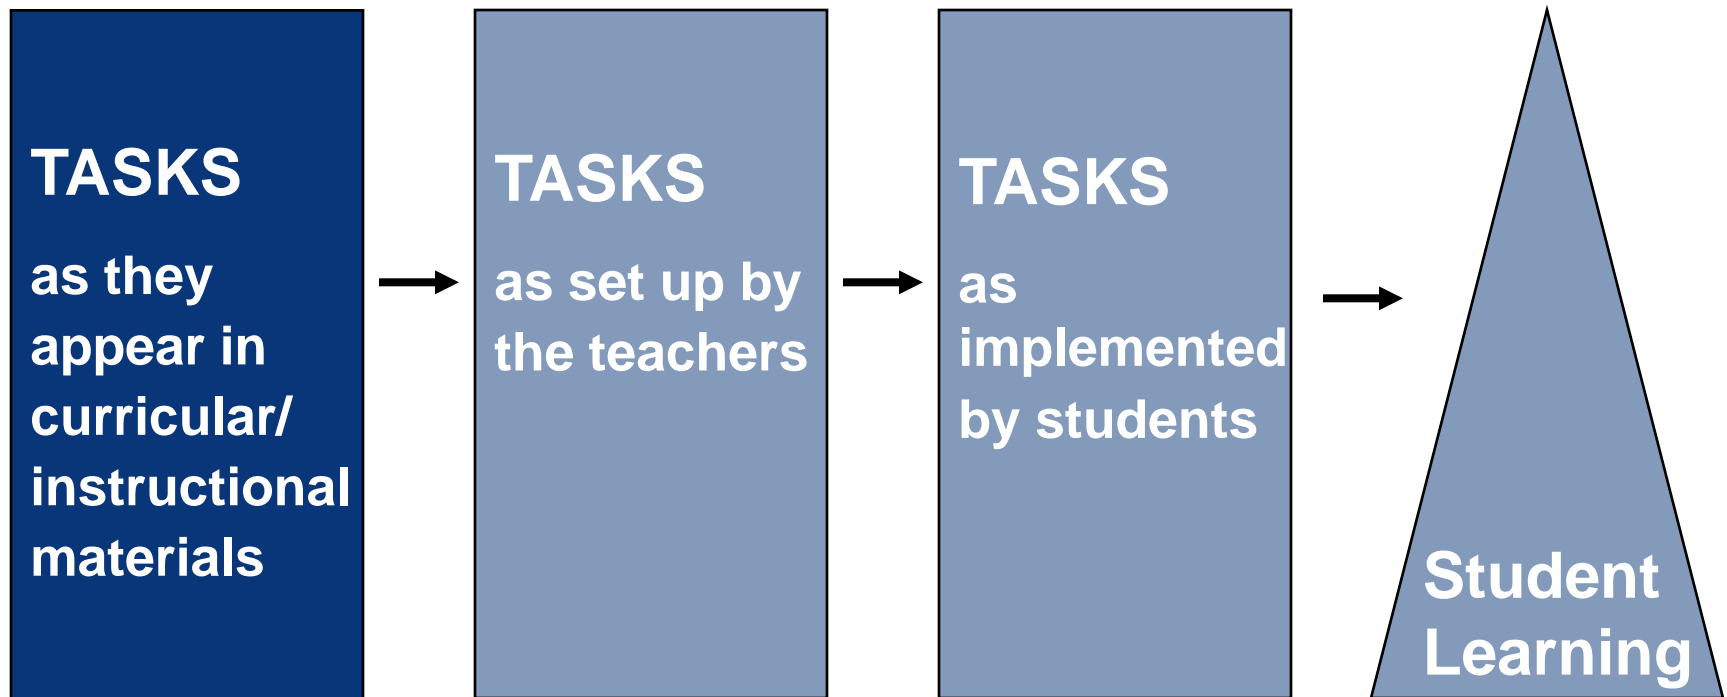 TASKS
as they
appear in
curricular/
instructional
materials
TASKS
as set up by
the teachers
TASKS
as
implemented
by students
Student
Learning